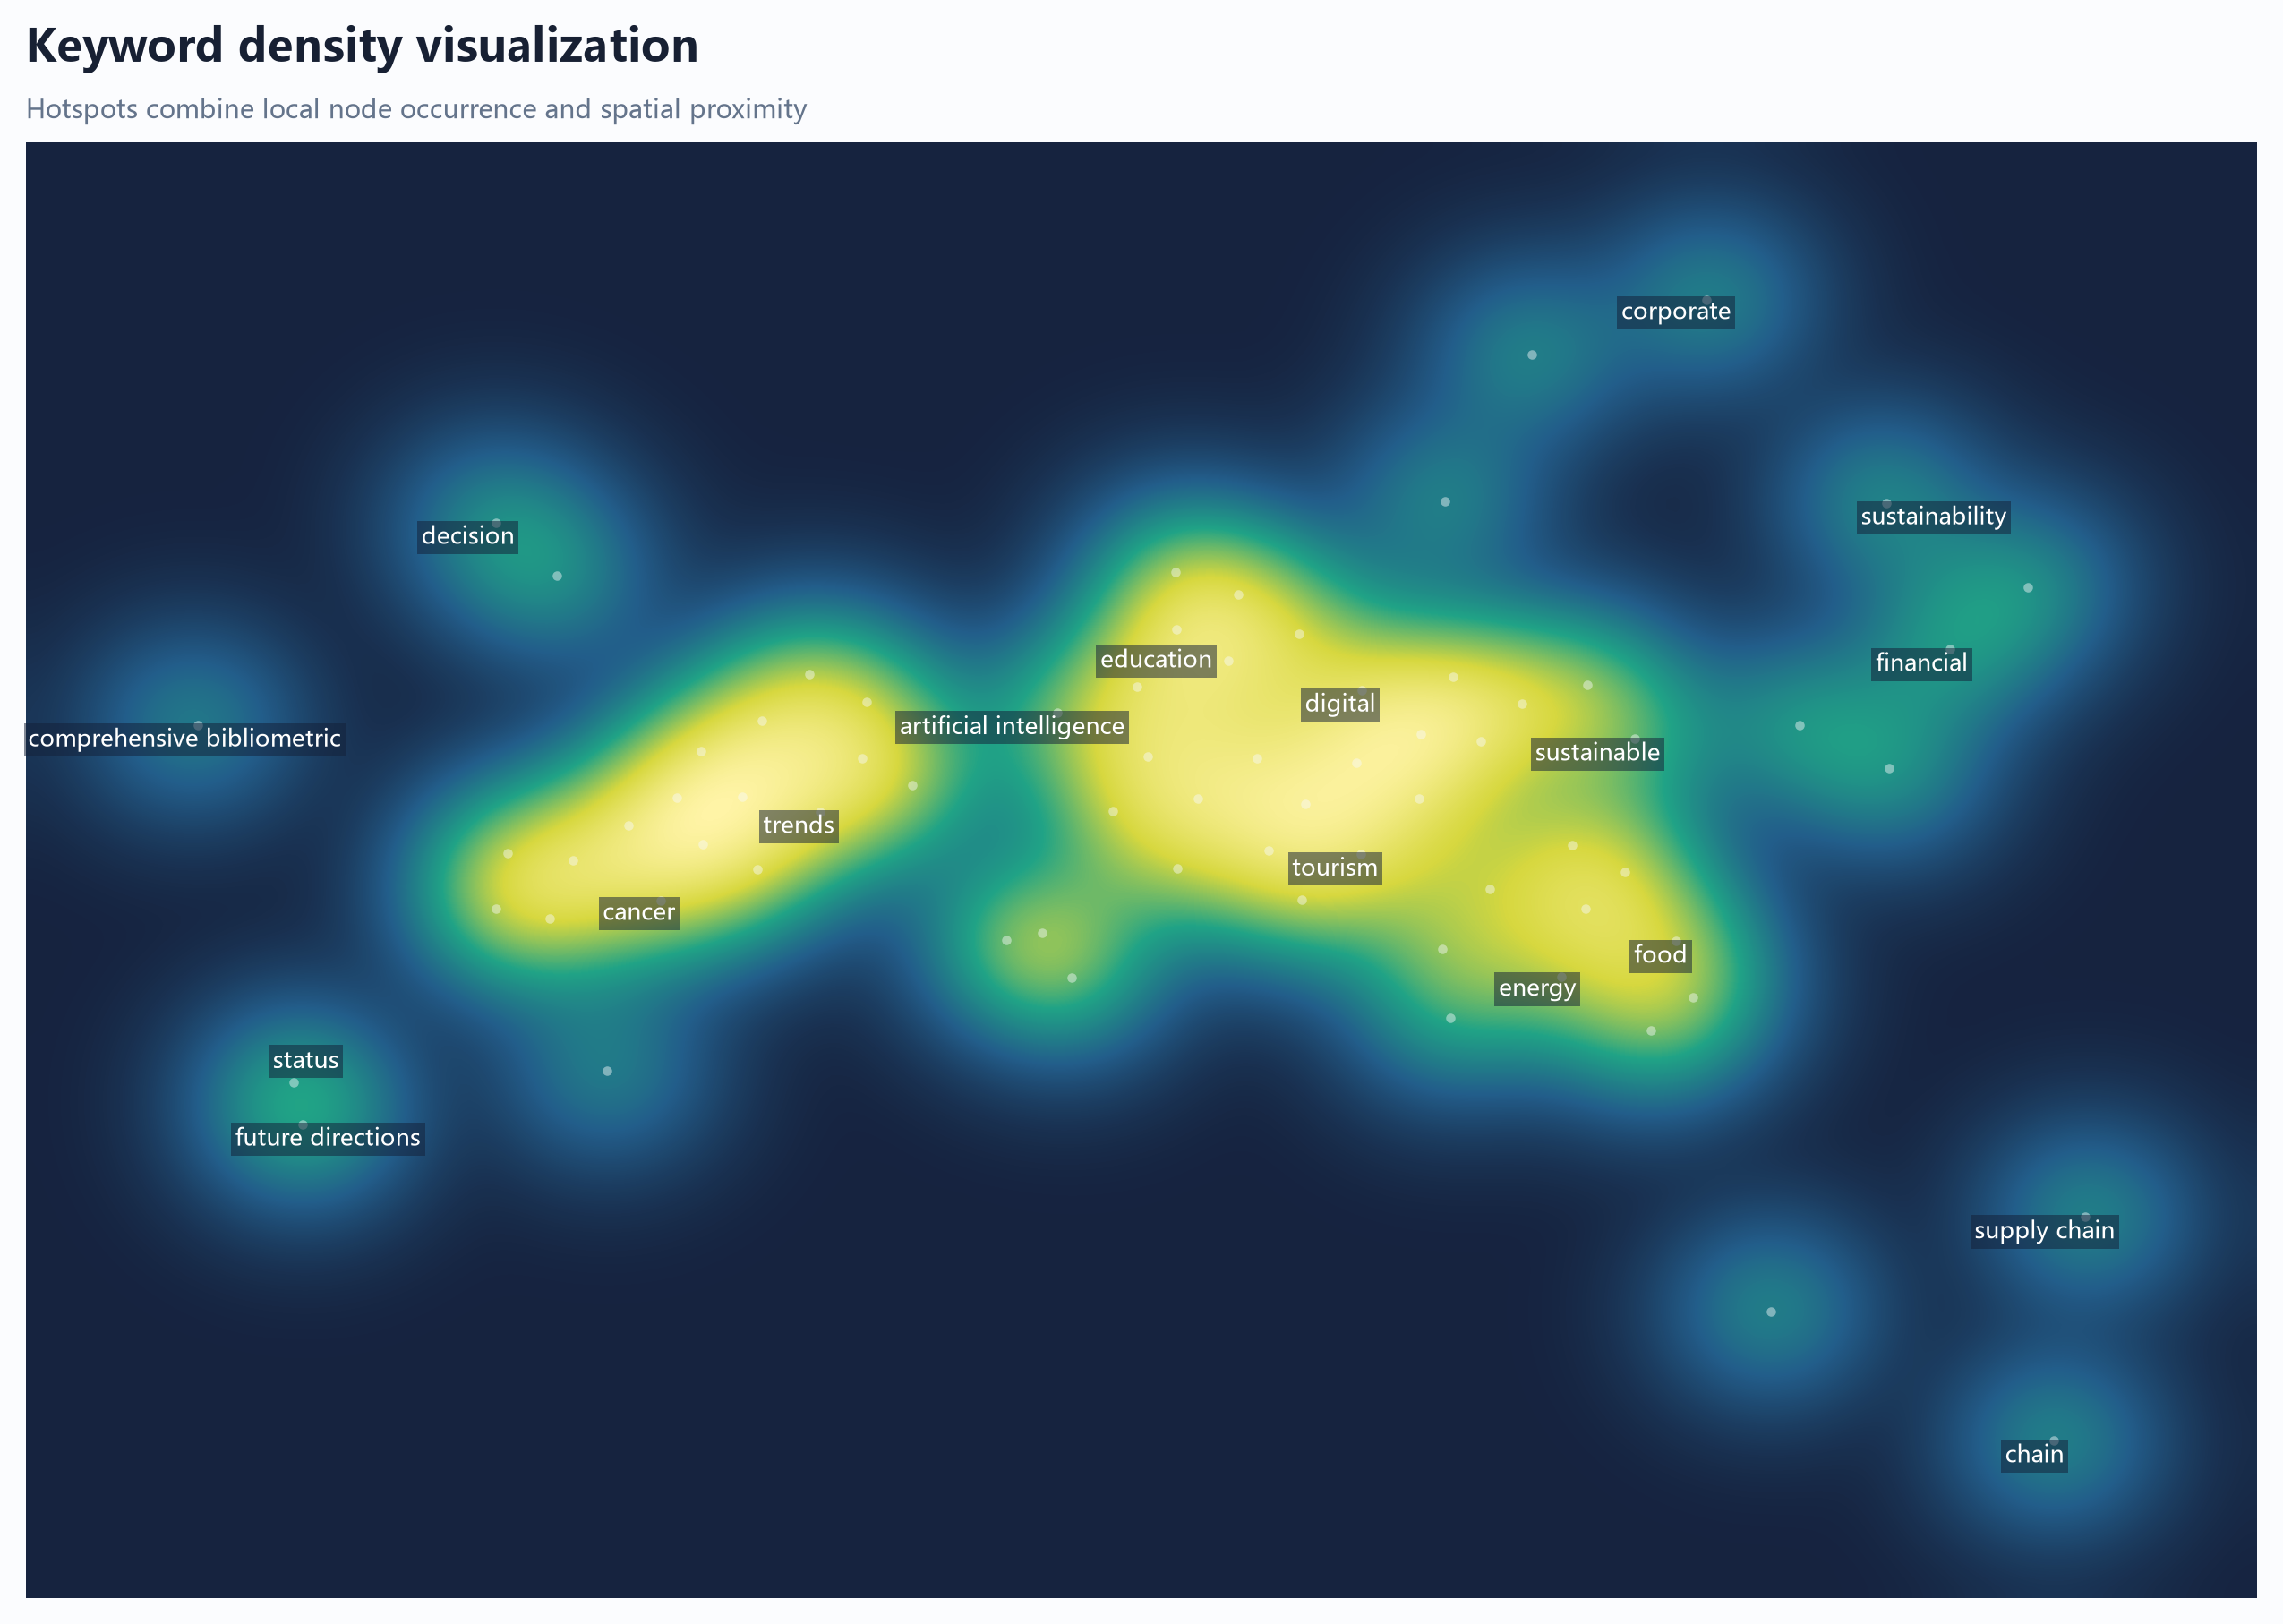 Keyword density visualization
Hotspots combine local node occurrence and spatial proximity
corporate
sustainability
decision
education
financial
digital
artificial intelligence
comprehensive bibliometric
sustainable
trends
tourism
cancer
food
energy
status
future directions
supply chain
chain